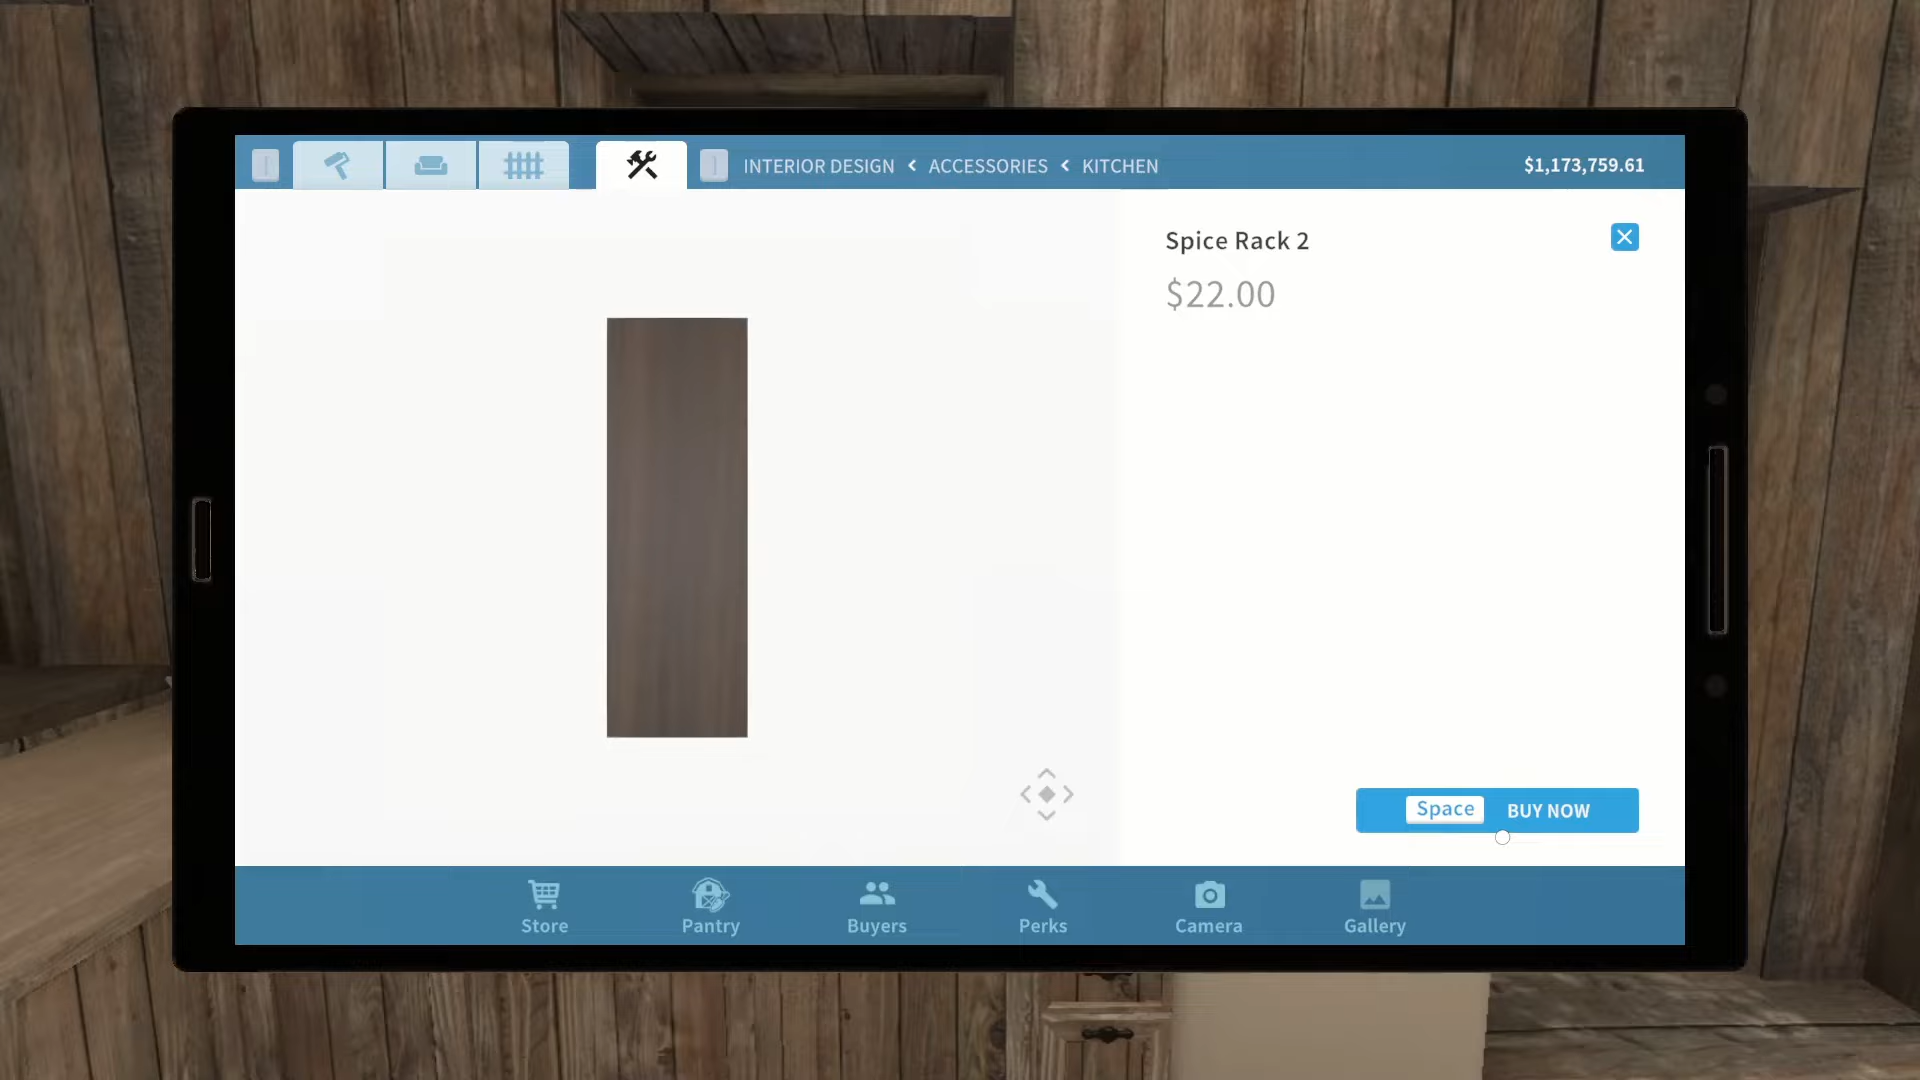 INTERIOR DESIGN < ACCESSORIES < KITCHEN
$1,173,759.61
Spice Rack 2
$22.00
Space BUY NOW
Store
Pantry
Buyers
Perks
Camera
Gallery